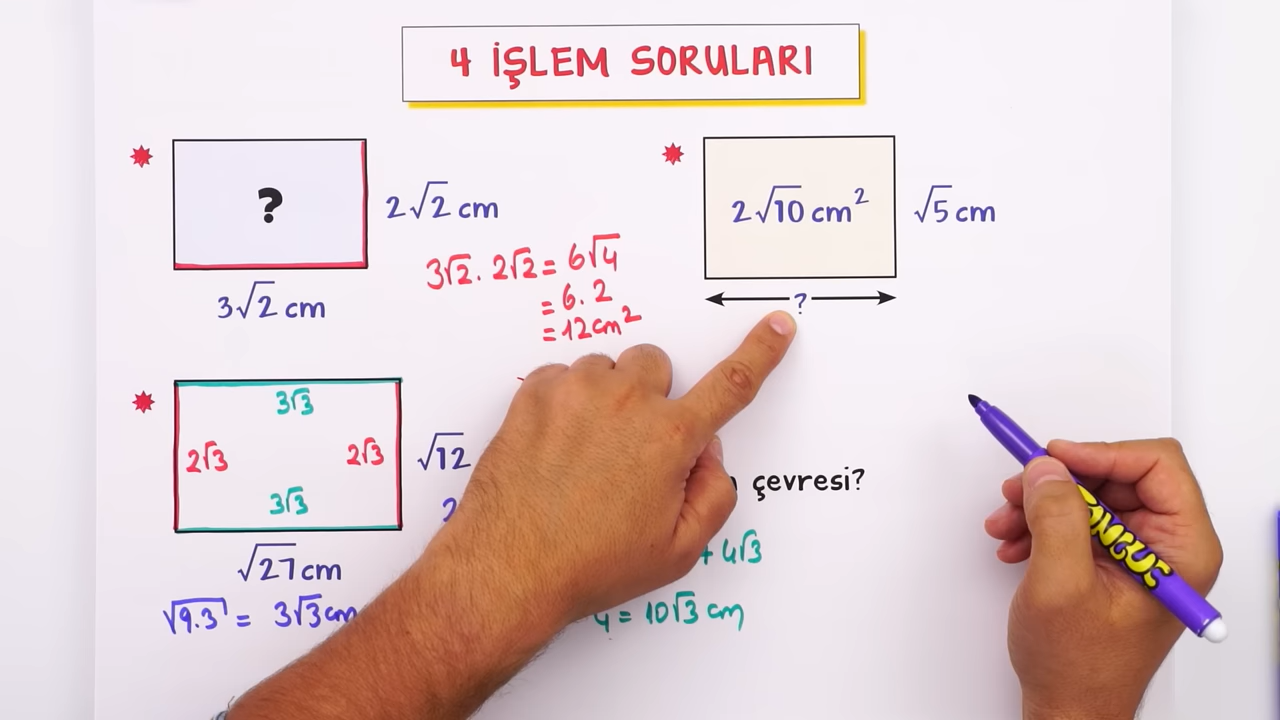 4 İŞLEM SORULARI
?
2√2 cm
3√2 cm
3√2 . 2√2 = 6√4
= 6 . 2
= 12cm²
2√10 cm²
√5 cm
?
3√3
2√3
2√3
3√3
√12
2
√27 cm
√9.3 = 3√3 cm
çevresi?
+ 4√3
= 10√3 cm